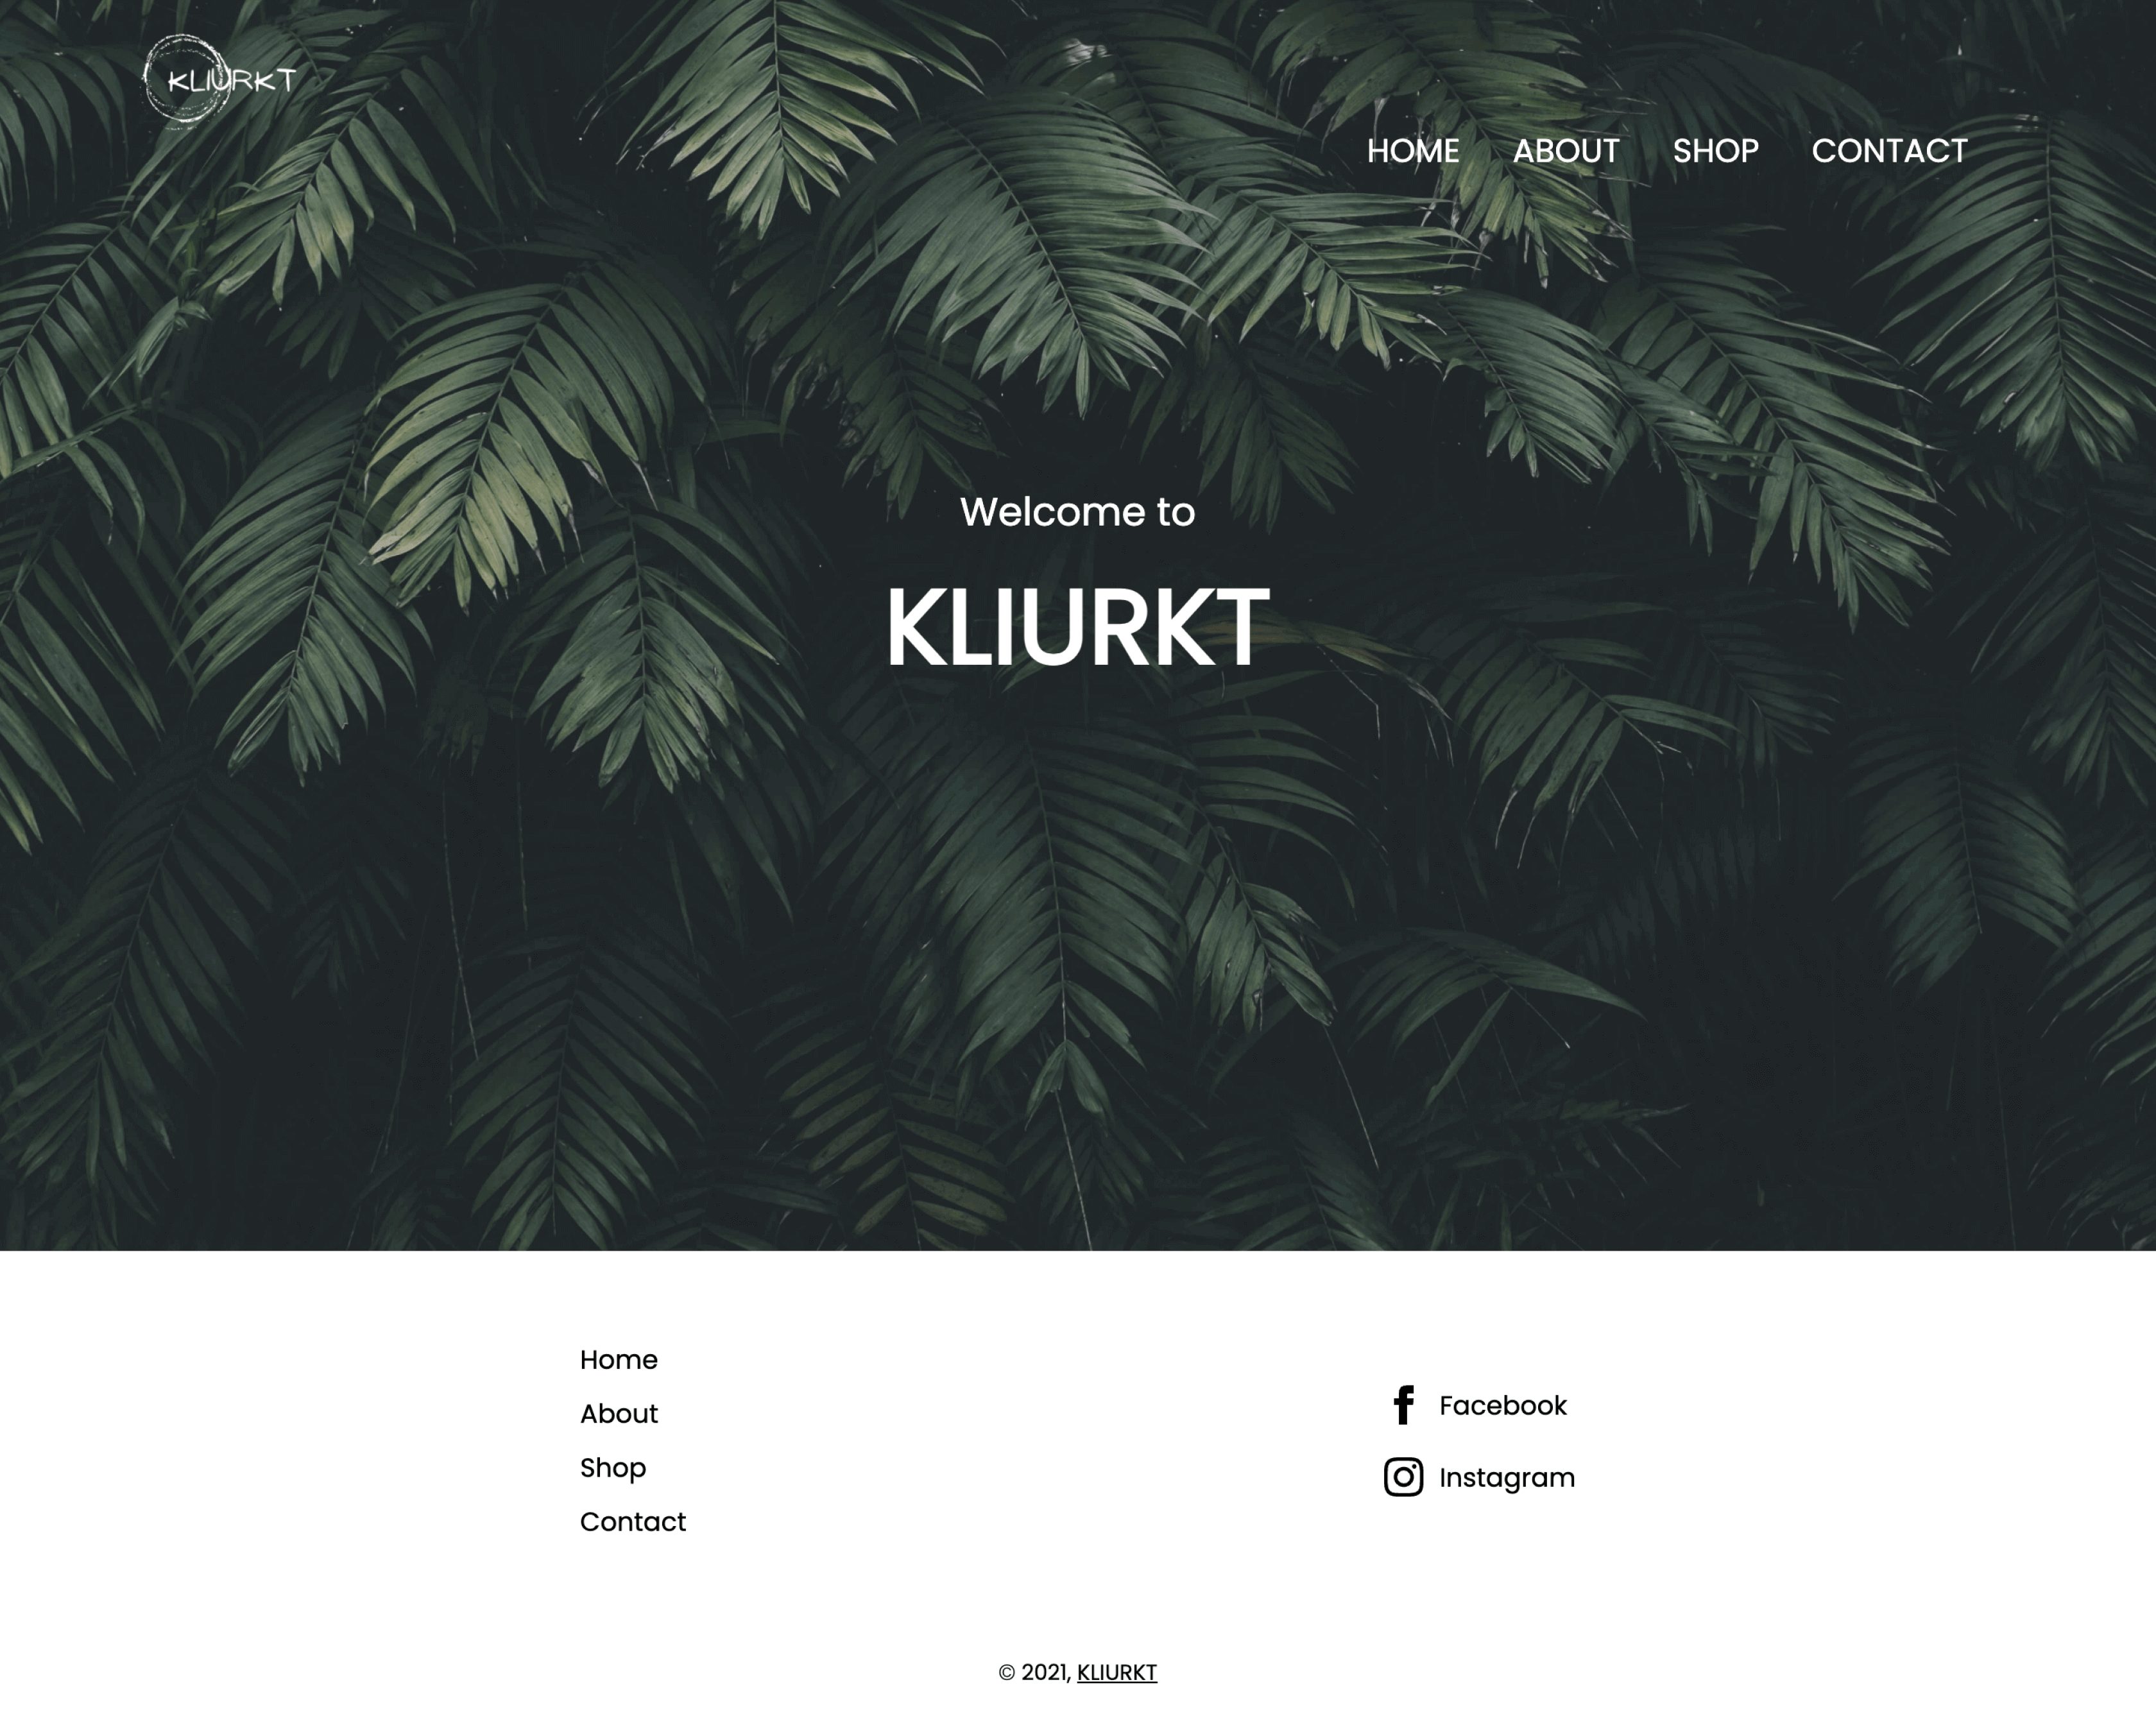 KLIURKT
HOME ABOUT SHOP CONTACT
Welcome to
KLIURKT
Home
About
Shop
Contact
Facebook
Instagram
© 2021, KLIURKT